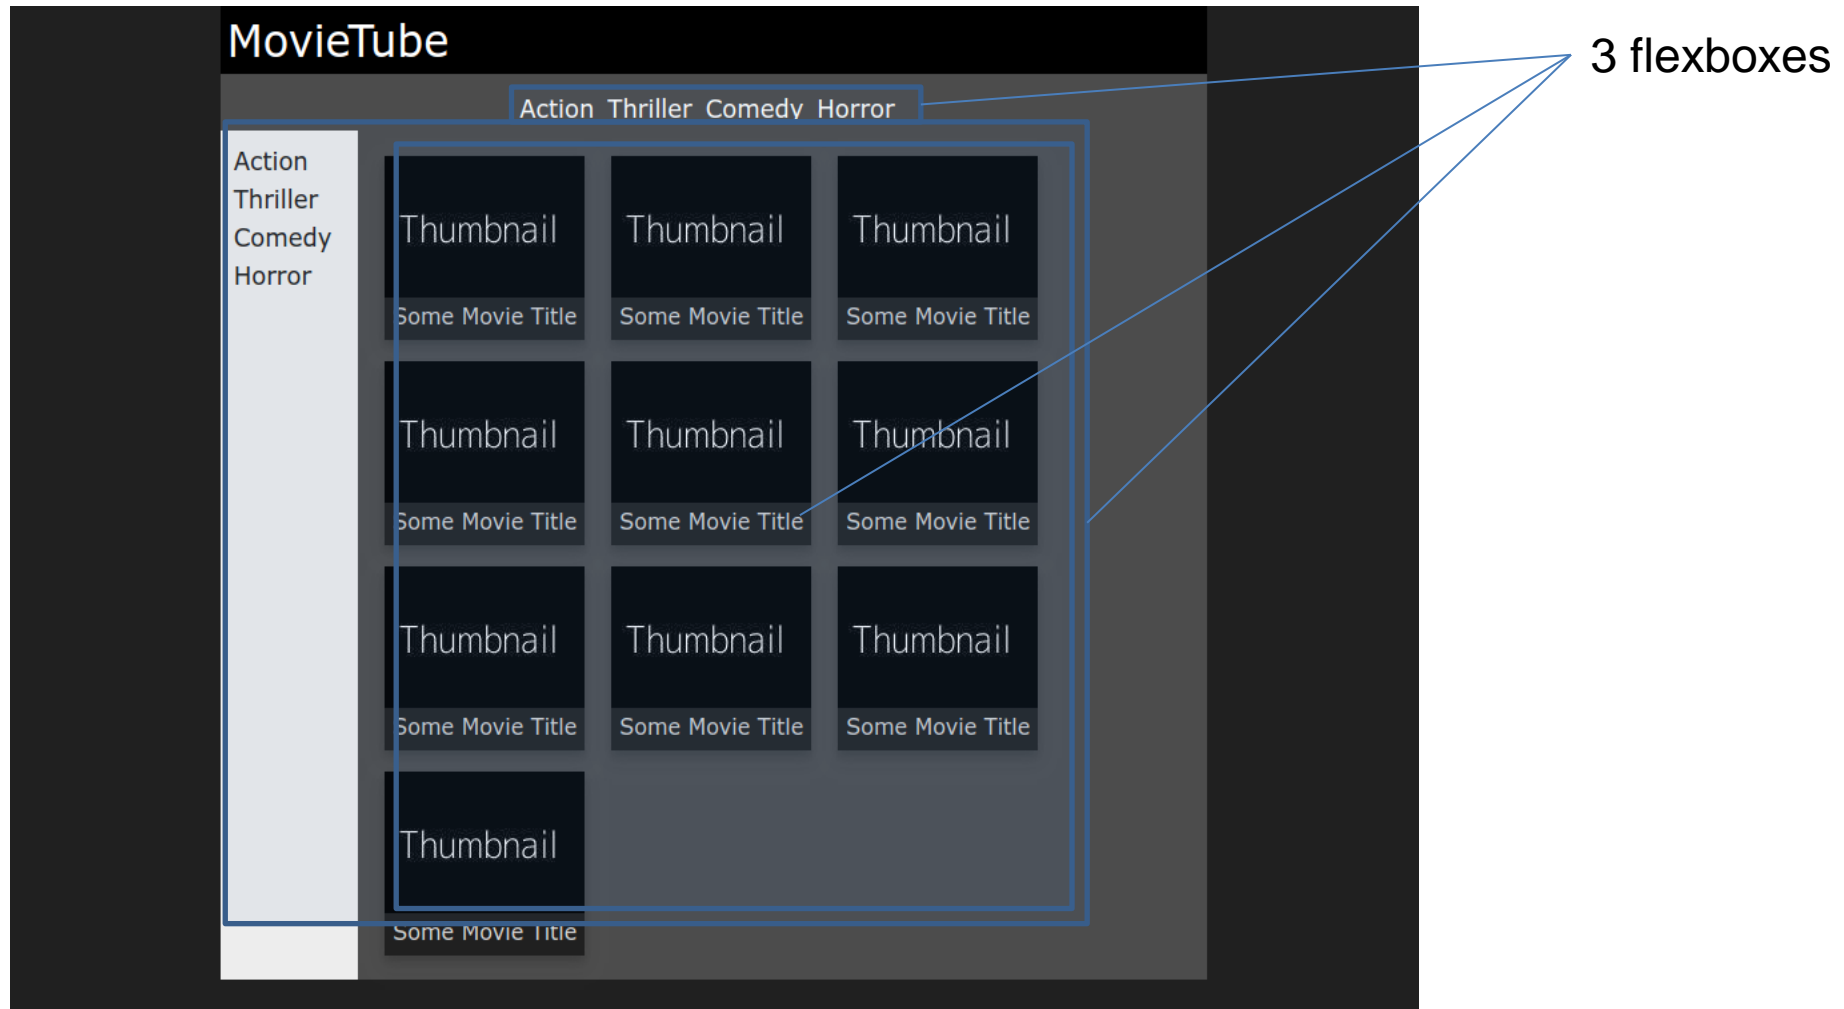 MovieTube
3 flexboxes
Action Thriller Comedy Horror
Action
Thriller
Comedy
Horror
Thumbnail Thumbnail Thumbnail
Some Movie Title Some Movie Title Some Movie Title
Thumbnail Thumbnail Thumbnail
Some Movie Title Some Movie Title Some Movie Title
Thumbnail Thumbnail Thumbnail
Some Movie Title Some Movie Title Some Movie Title
Thumbnail
Some Movie Title